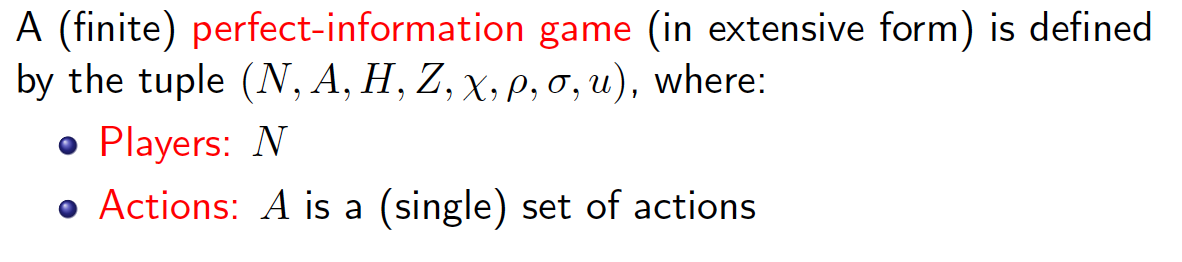 A (finite) perfect-information game (in extensive form) is defined
by the tuple (N, A, H, Z, χ, ρ, σ, u), where:
Players: N
Actions: A is a (single) set of actions